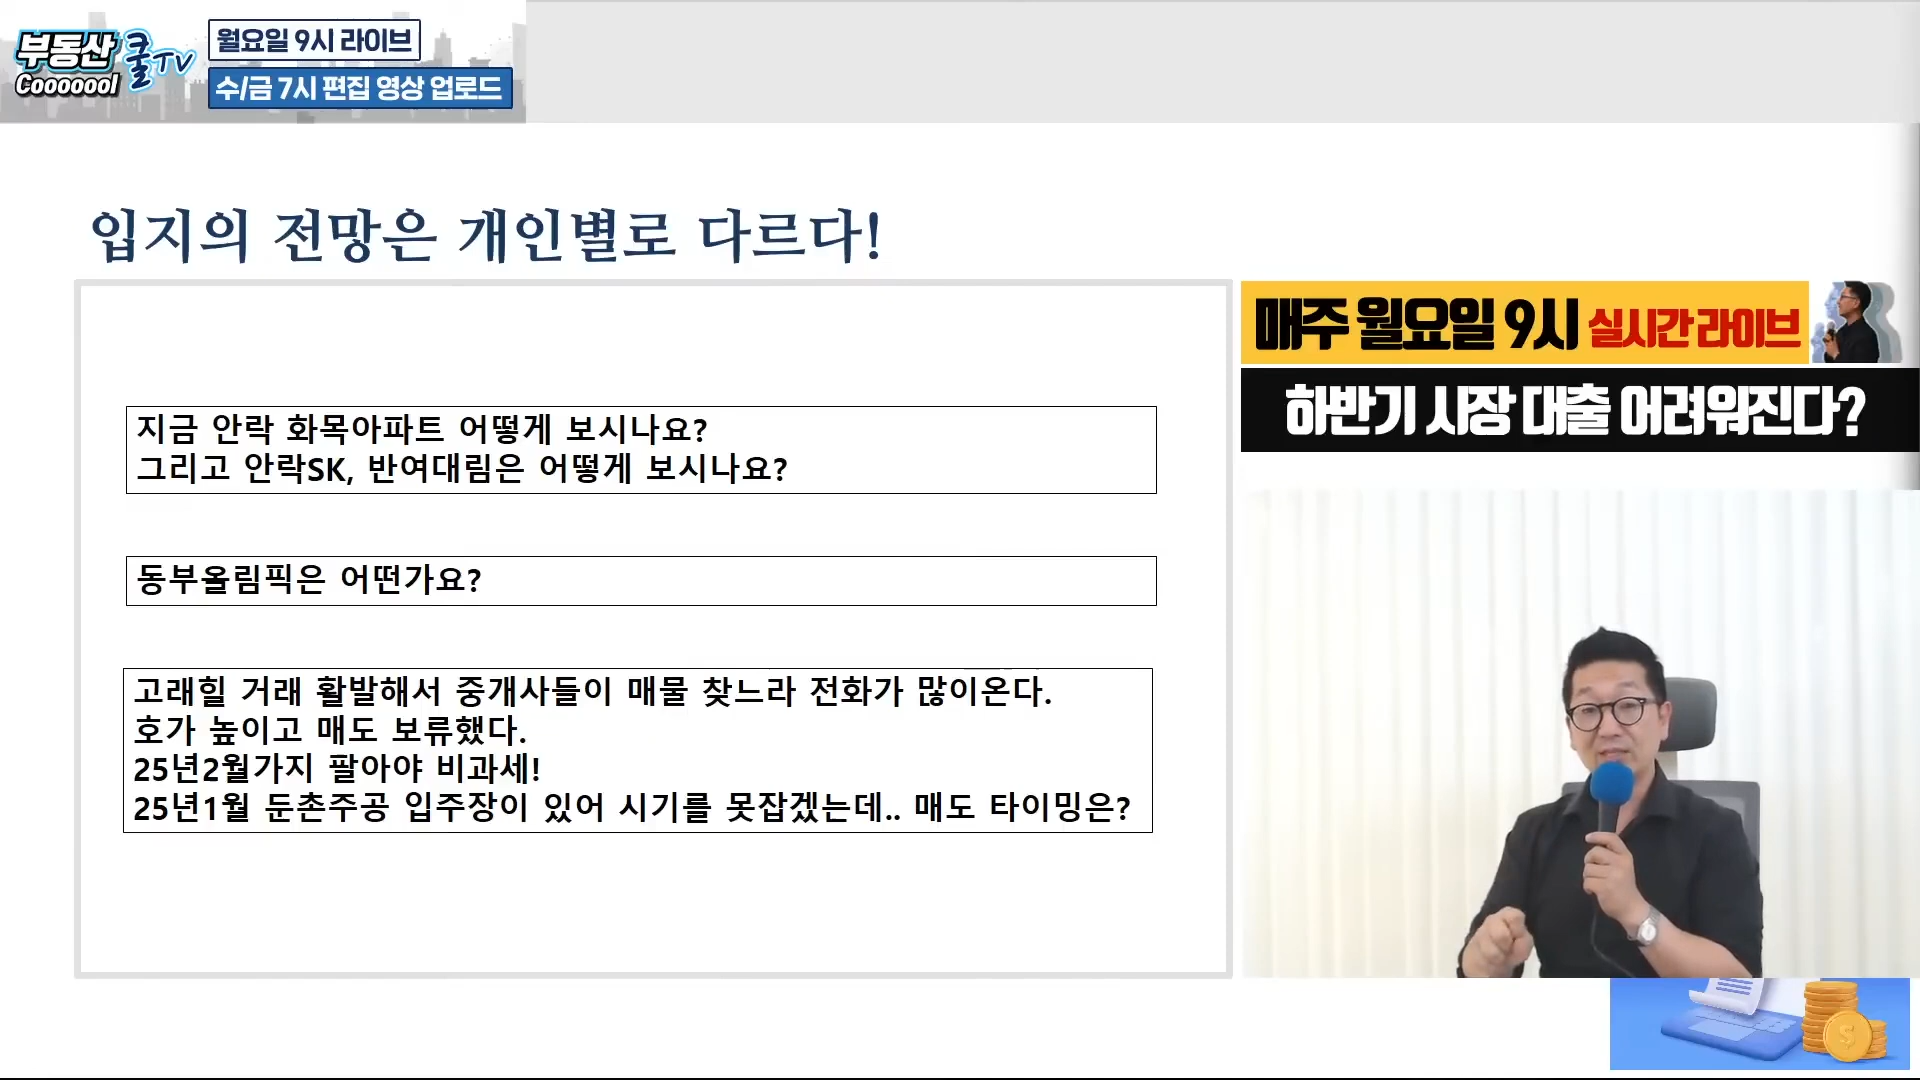 부동산
Cooooool
쿨TV
월요일 9시 라이브
수/금 7시 편집 영상 업로드
입지의 전망은 개인별로 다르다!
지금 안락 화목아파트 어떻게 보시나요?
그리고 안락SK, 반여대림은 어떻게 보시나요?
동부올림픽은 어떤가요?
고래힐 거래 활발해서 중개사들이 매물 찾느라 전화가 많이온다.
호가 높이고 매도 보류했다.
25년2월가지 팔아야 비과세!
25년1월 둔촌주공 입주장이 있어 시기를 못잡겠는데.. 매도 타이밍은?
매주 월요일 9시 실시간 라이브
하반기 시장 대출 어려워진다?